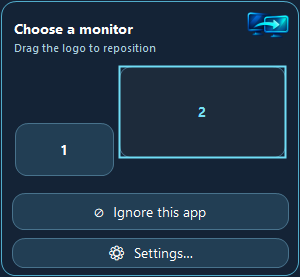 Choose a monitor
Drag the logo to reposition
2
1
Ignore this app
Settings...